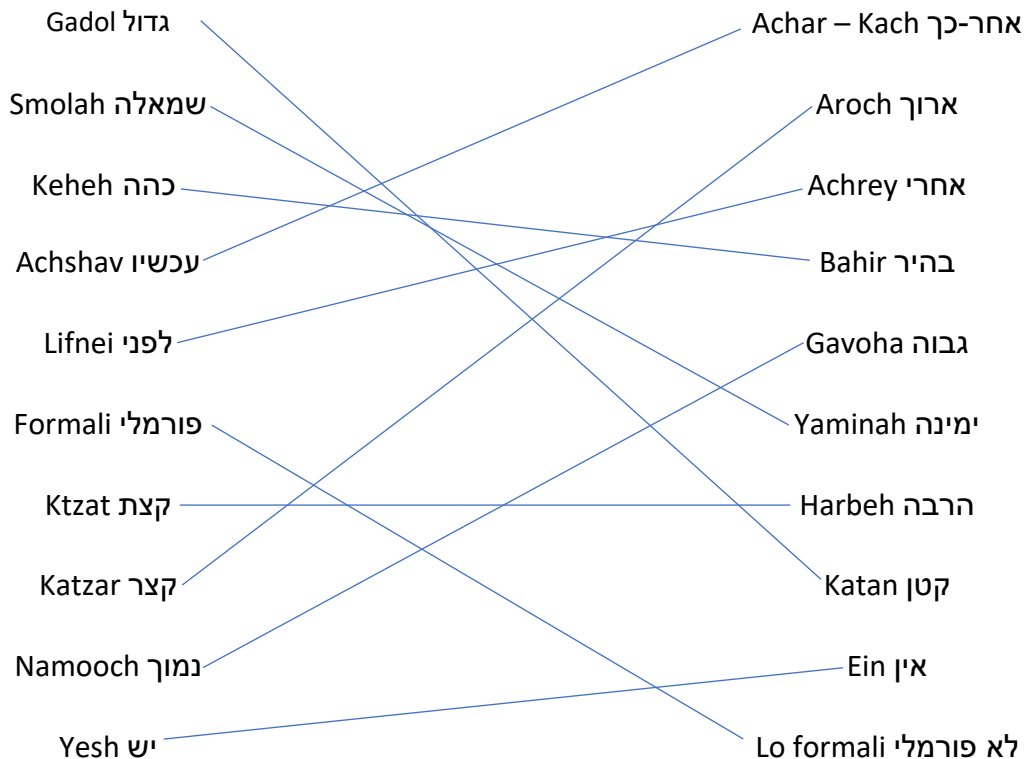 Gadol גדול
Achar – Kach אחר-כך
Smolah שמאלה
Aroch ארוך
Keheh כהה
Achrey אחרי
Achshav עכשיו
Bahir בהיר
Lifnei לפני
Gavoha גבוה
Formali פורמלי
Yaminah ימינה
Ktzat קצת
Harbeh הרבה
Katzar קצר
Katan קטן
Namooch נמוך
Ein אין
Yesh יש
Lo formali לא פורמלי